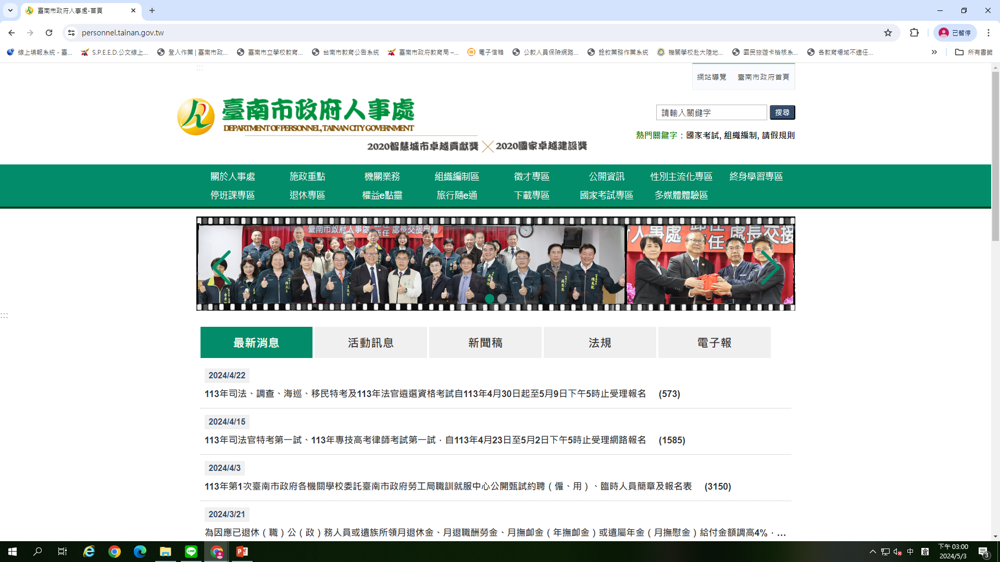 臺南市政府人事處-首頁
personnel.tainan.gov.tw
已暫停
線上填報系統 - 臺...
S.P.E.E.D.公文線上...
登入作業 | 臺南市政...
臺南市立學校教育...
台南市教育公告系統
臺南市政府教育局 –...
電子信箱
公教人員保險網路...
銓敘業務作業系統
機關學校赴大陸地...
國民旅遊卡檢核系...
各教育場域不適任...
所有書籤
網站導覽 臺南市政府首頁
臺南市政府人事處
DEPARTMENT OF PERSONNEL, TAINAN CITY GOVERNMENT
2020智慧城市卓越貢獻獎 2020國家卓越建設獎
請輸入關鍵字 搜尋
熱門關鍵字：國家考試, 組織編制, 請假規則
關於人事處 施政重點 機關業務 組織編制區 徵才專區 公開資訊 性別主流化專區 終身學習專區
停班課專區 退休專區 權益e點靈 旅行隨e通 下載專區 國家考試專區 多媒體體驗區
臺南市政府人事處 卸任 新任 處長交接典禮
府人事處 卸任 新任 處長交接
最新消息 活動訊息 新聞稿 法規 電子報
2024/4/22
113年司法、調查、海巡、移民特考及113年法官遴選資格考試自113年4月30日起至5月9日下午5時止受理報名 (573)
2024/4/15
113年司法官特考第一試、113年專技高考律師考試第一試，自113年4月23日至5月2日下午5時止受理網路報名 (1585)
2024/4/3
113年第1次臺南市政府各機關學校委託臺南市政府勞工局職訓就服中心公開甄試約聘（僱、用）、臨時人員簡章及報名表 (3150)
2024/3/21
為因應已退休（職）公（政）務人員或遺族所領月退休金、月退職酬勞金、月撫卹金（年撫卹金）或遺屬年金（月撫慰金）給付金額調高4%，...
中
下午 03:00
2024/5/3
3